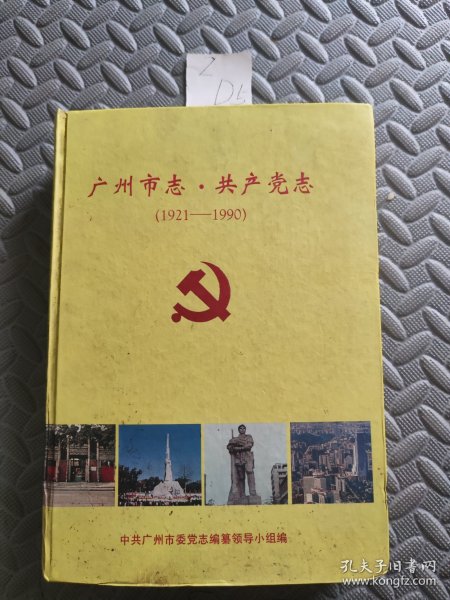 Z
D5
广州市志·共产党志
(1921——1990)
中共广州市委党志编纂领导小组编
孔夫子旧书网
www.kongfz.com